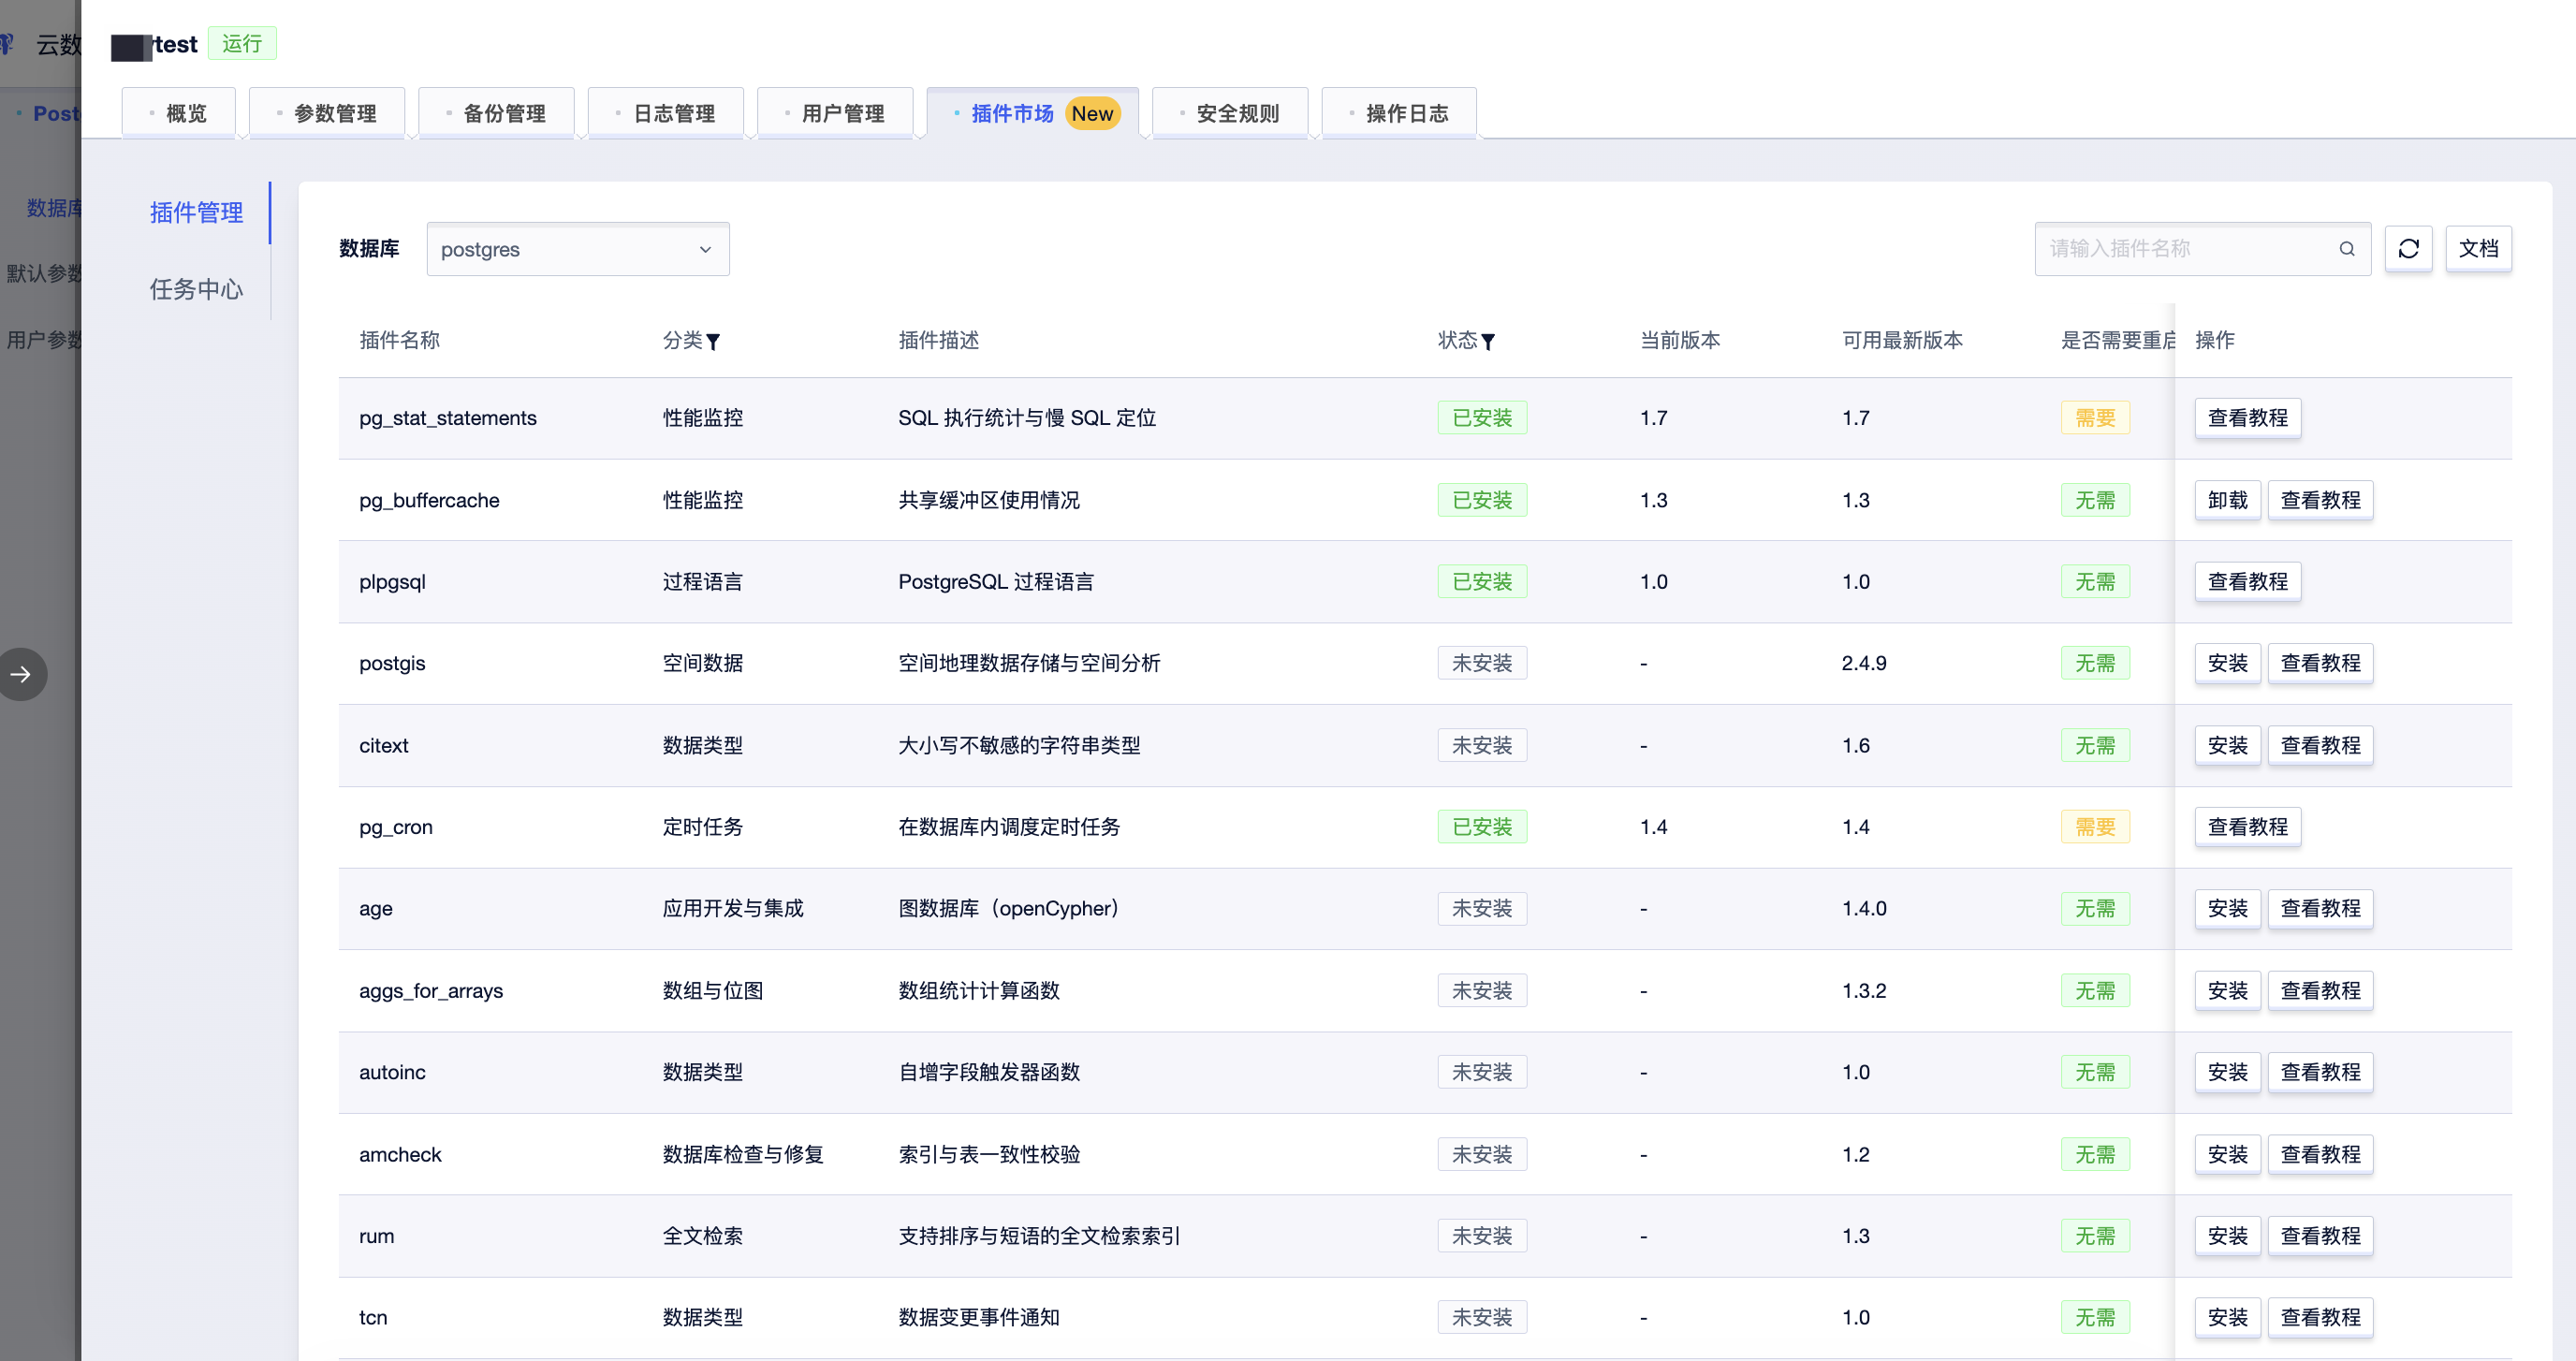 云数
test 运行
Post
概览 参数管理 备份管理 日志管理 用户管理 插件市场 New 安全规则 操作日志
数据库
默认参数
用户参数
插件管理
任务中心
数据库 postgres 请输入插件名称 文档
插件名称 分类 插件描述 状态 当前版本 可用最新版本 是否需要重启 操作
pg_stat_statements 性能监控 SQL 执行统计与慢 SQL 定位 已安装 1.7 1.7 需要 查看教程
pg_buffercache 性能监控 共享缓冲区使用情况 已安装 1.3 1.3 无需 卸载 查看教程
plpgsql 过程语言 PostgreSQL 过程语言 已安装 1.0 1.0 无需 查看教程
postgis 空间数据 空间地理数据存储与空间分析 未安装 - 2.4.9 无需 安装 查看教程
citext 数据类型 大小写不敏感的字符串类型 未安装 - 1.6 无需 安装 查看教程
pg_cron 定时任务 在数据库内调度定时任务 已安装 1.4 1.4 需要 查看教程
age 应用开发与集成 图数据库（openCypher） 未安装 - 1.4.0 无需 安装 查看教程
aggs_for_arrays 数组与位图 数组统计计算函数 未安装 - 1.3.2 无需 安装 查看教程
autoinc 数据类型 自增字段触发器函数 未安装 - 1.0 无需 安装 查看教程
amcheck 数据库检查与修复 索引与表一致性校验 未安装 - 1.2 无需 安装 查看教程
rum 全文检索 支持排序与短语的全文检索索引 未安装 - 1.3 无需 安装 查看教程
tcn 数据类型 数据变更事件通知 未安装 - 1.0 无需 安装 查看教程